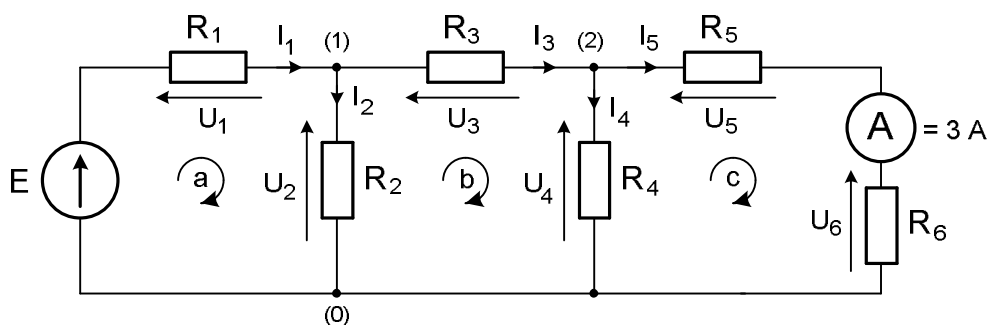 R1 I1 (1) R3 I3 (2) I5 R5
U1 I2 U3 I4 U5 A = 3 A
E a U2 R2 b U4 R4 c U6 R6
(0)